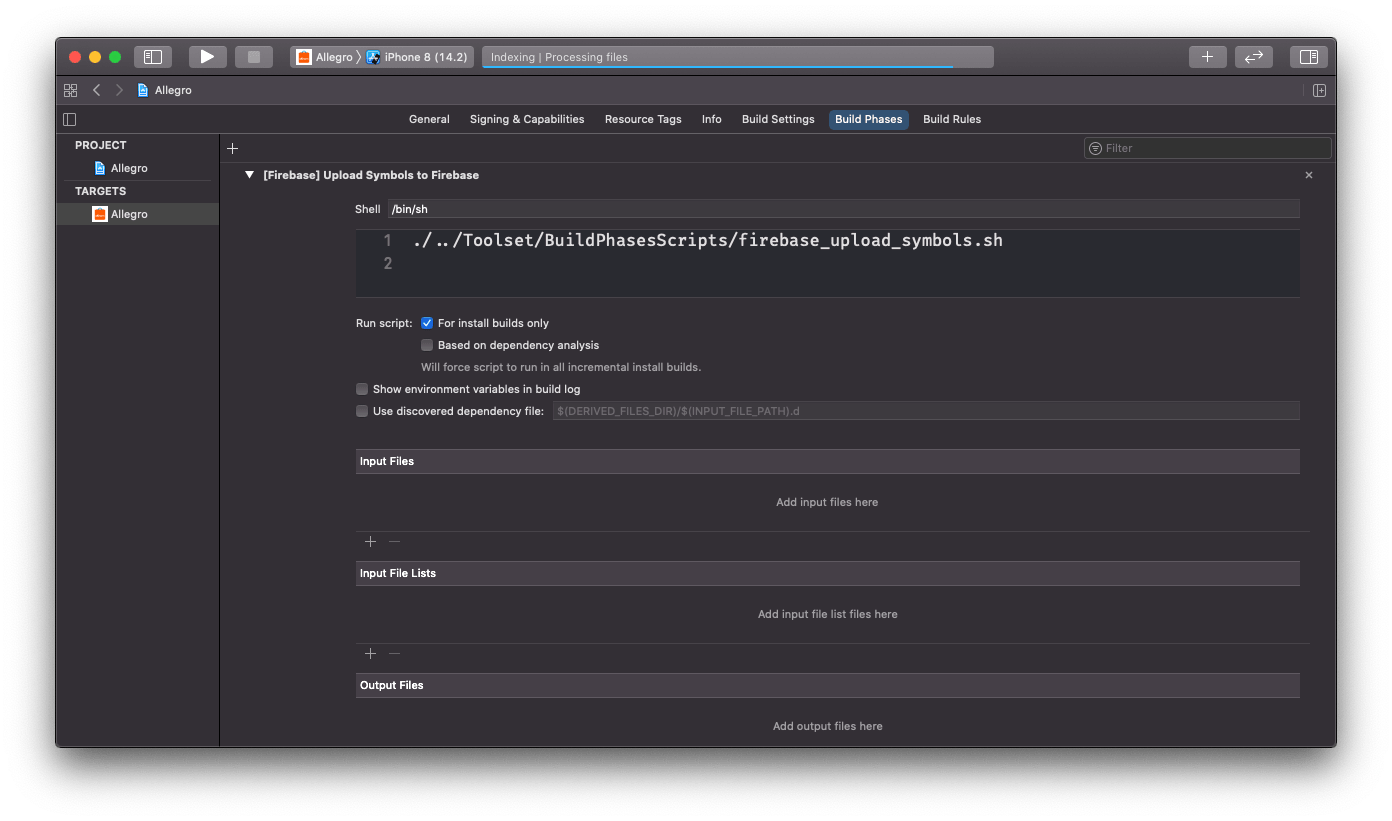 Allegro 〉 iPhone 8 (14.2)
Indexing | Processing files
Allegro
General Signing & Capabilities Resource Tags Info Build Settings Build Phases Build Rules
PROJECT
Allegro
TARGETS
Allegro
Filter
[Firebase] Upload Symbols to Firebase
Shell /bin/sh
1 ./../Toolset/BuildPhasesScripts/firebase_upload_symbols.sh
2
Run script: For install builds only
Based on dependency analysis
Will force script to run in all incremental install builds.
Show environment variables in build log
Use discovered dependency file: $(DERIVED_FILES_DIR)/$(INPUT_FILE_PATH).d
Input Files
Add input files here
Input File Lists
Add input file list files here
Output Files
Add output files here